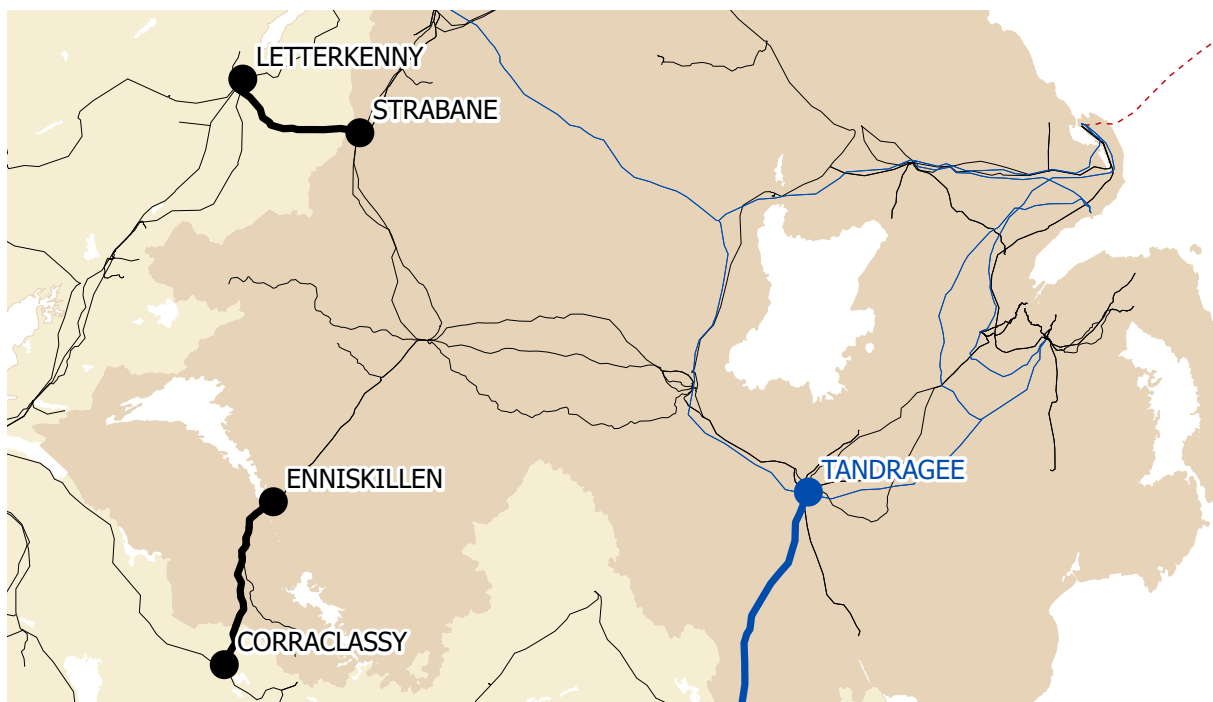 LETTERKENNY
STRABANE
TANDRAGEE
ENNISKILLEN
CORRACLASSY